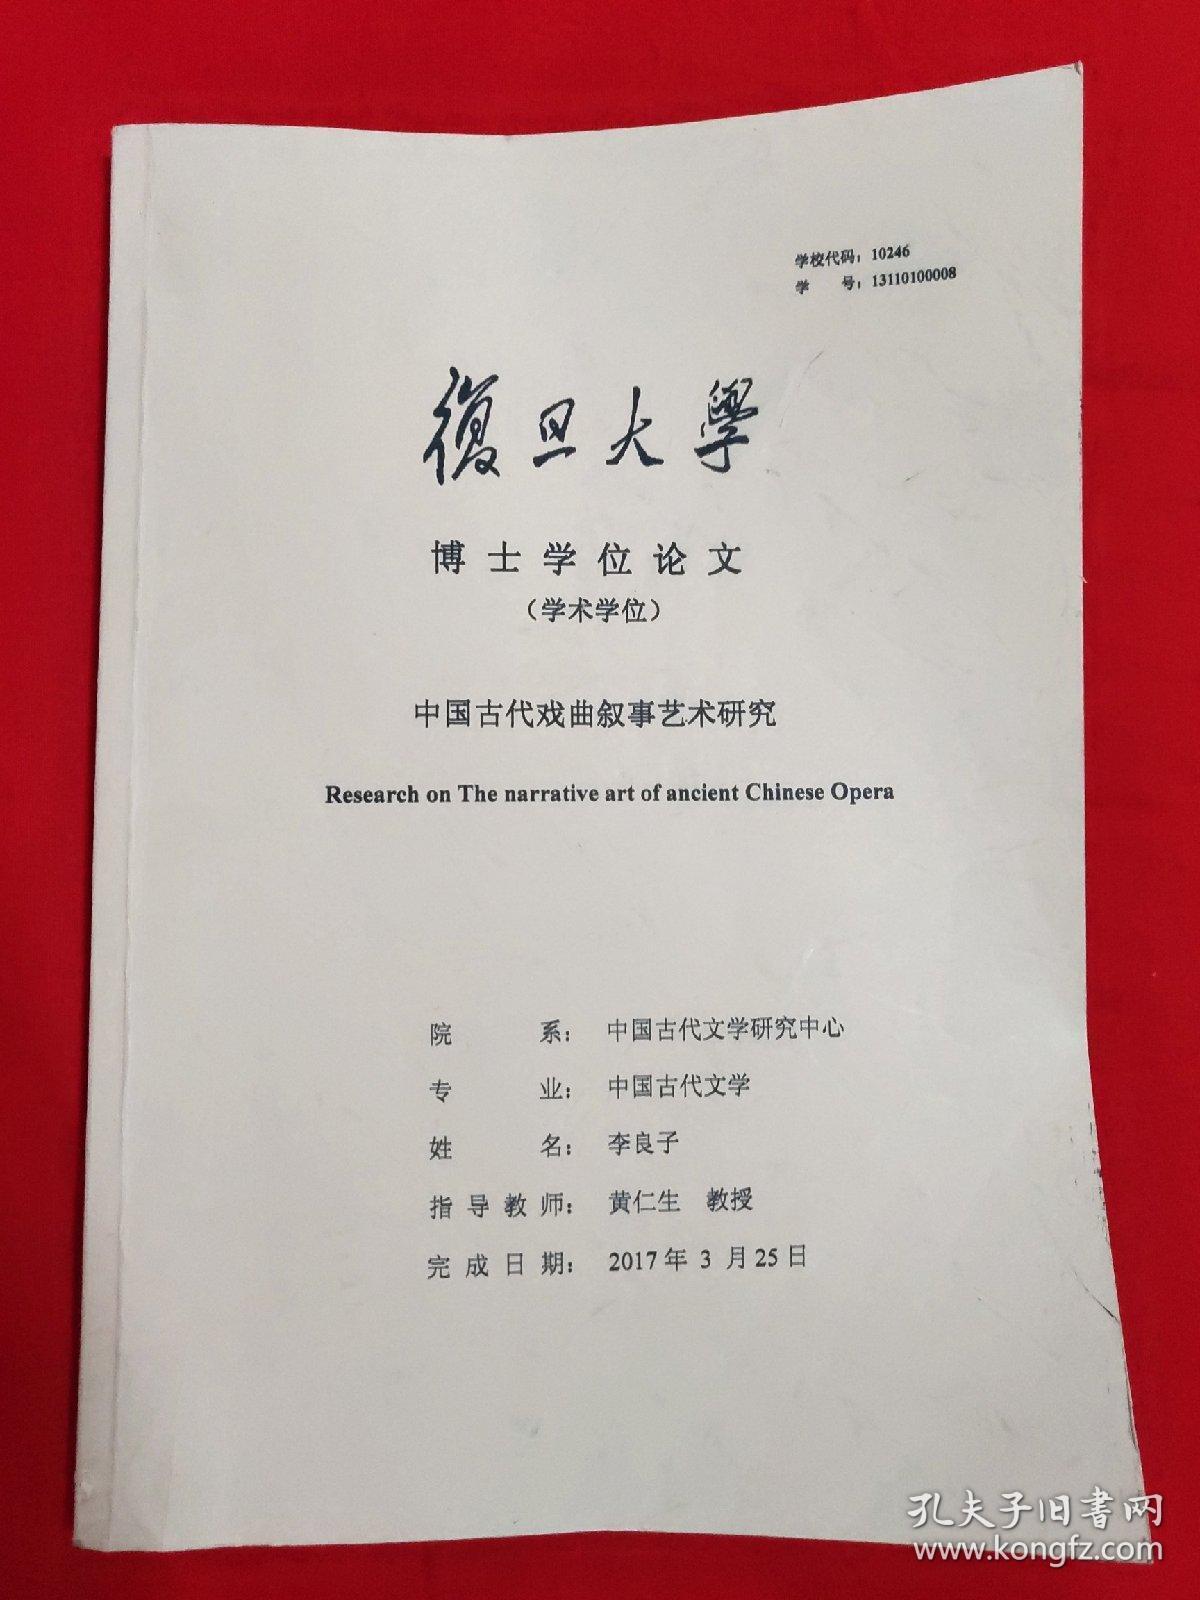 学校代码：10246
学 号：13110100008
復旦大學
博士学位论文
（学术学位）
中国古代戏曲叙事艺术研究
Research on The narrative art of ancient Chinese Opera
院 系： 中国古代文学研究中心
专 业： 中国古代文学
姓 名： 李良子
指导教师： 黄仁生 教授
完成日期： 2017年 3 月25日
孔夫子旧书网
www.kongfz.com